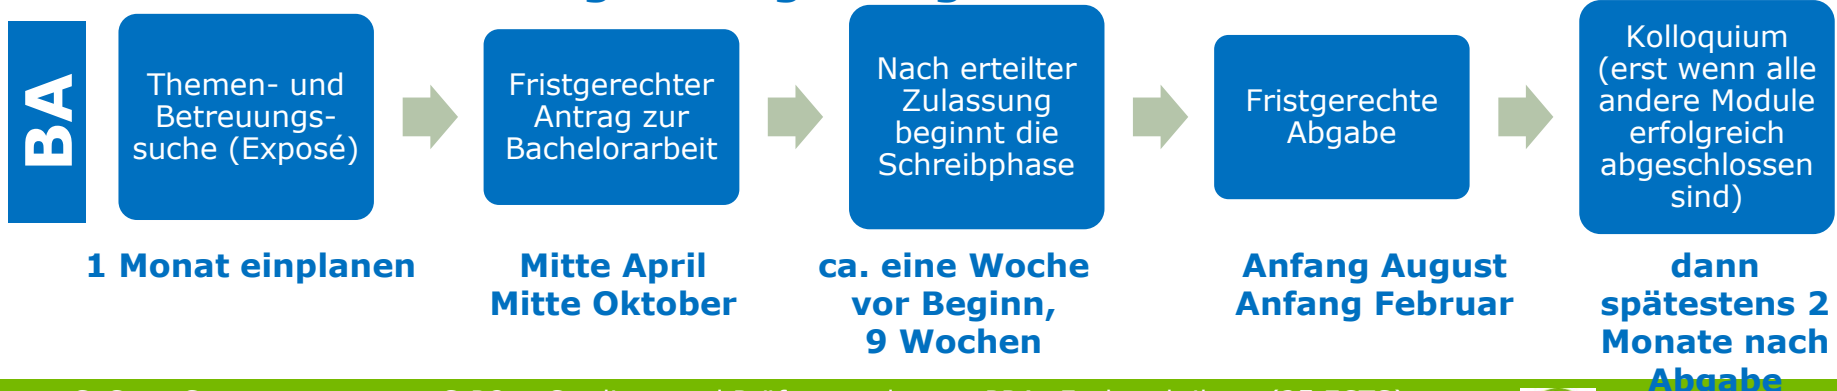 BA
Themen- und
Betreuungs-
suche (Exposé)
Fristgerechter
Antrag zur
Bachelorarbeit
Nach erteilter
Zulassung
beginnt die
Schreibphase
Fristgerechte
Abgabe
Kolloquium
(erst wenn alle
andere Module
erfolgreich
abgeschlossen
sind)
1 Monat einplanen
Mitte April
Mitte Oktober
ca. eine Woche
vor Beginn,
9 Wochen
Anfang August
Anfang Februar
dann
spätestens 2
Monate nach
Abgabe